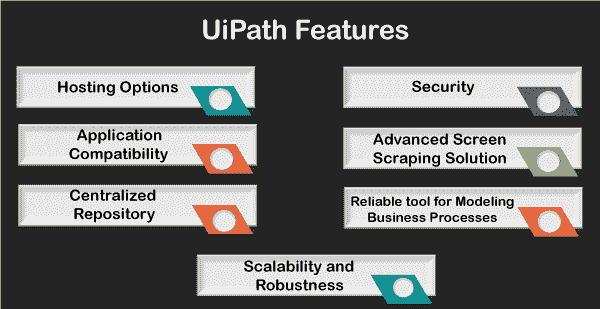 UiPath Features
Hosting Options
Security
Application
Compatibility
Advanced Screen
Scraping Solution
Centralized
Repository
Reliable tool for Modeling
Business Processes
Scalability and
Robustness